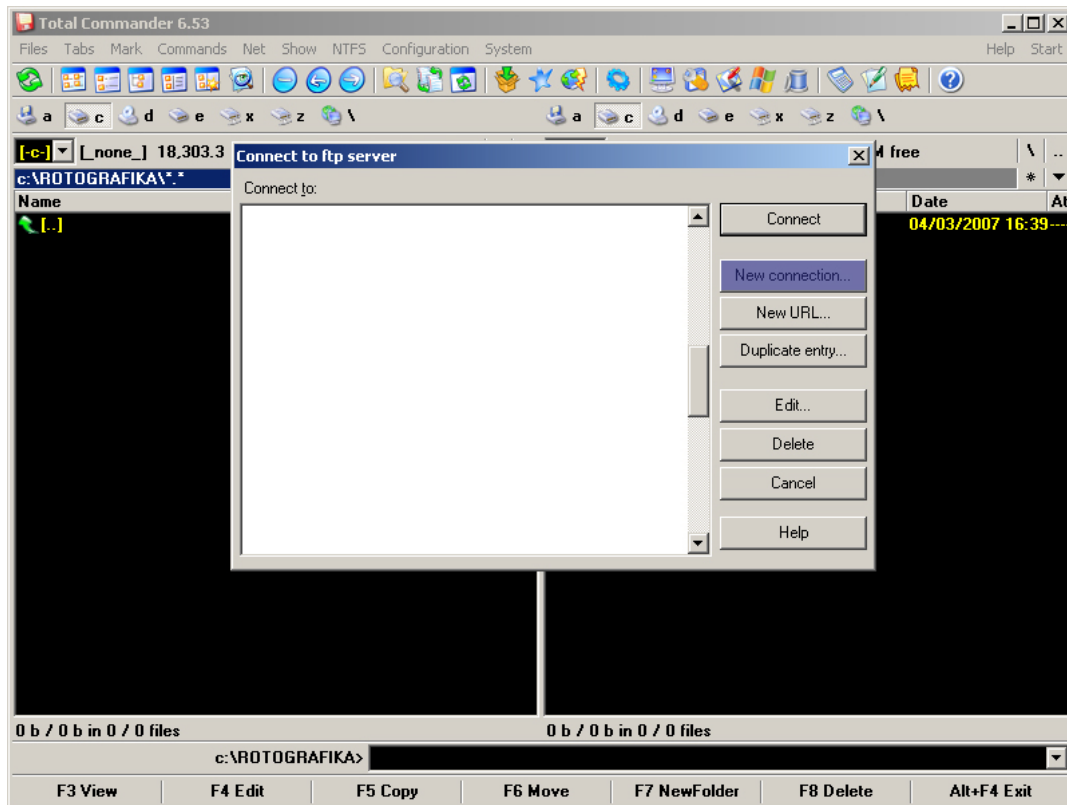 Total Commander 6.53
Files Tabs Mark Commands Net Show NTFS Configuration System Help Start
a c d e x z \ a c d e x z \
[-c-] [_none_] 18,303.3 M free \ ..
c:\ROTOGRAFIKA\*.* * 
Name Date At
[..] 04/03/2007 16:39----
Connect to ftp server
Connect to:
Connect
New connection...
New URL...
Duplicate entry...
Edit...
Delete
Cancel
Help
0 b / 0 b in 0 / 0 files 0 b / 0 b in 0 / 0 files
c:\ROTOGRAFIKA>
F3 View F4 Edit F5 Copy F6 Move F7 NewFolder F8 Delete Alt+F4 Exit